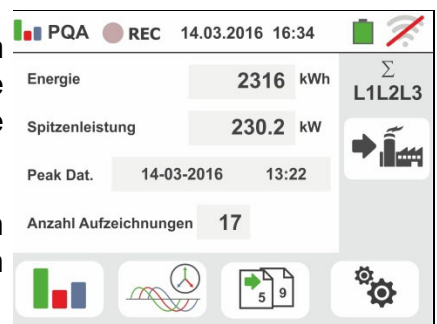 PQA REC 14.03.2016 16:34
Energie 2316 kWh
Σ
L1L2L3
Spitzenleistung 230.2 kW
Peak Dat. 14-03-2016 13:22
Anzahl Aufzeichnungen 17
5 9